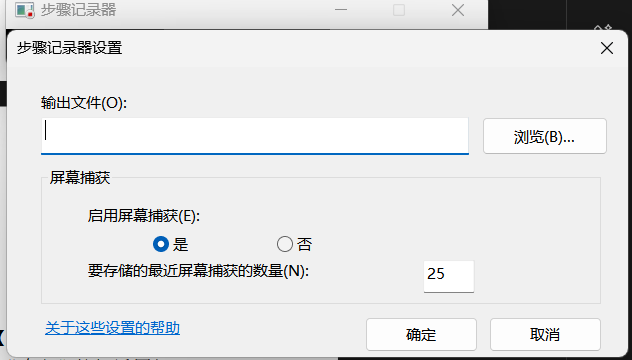 步骤记录器
步骤记录器设置
输出文件(O):
浏览(B)...
屏幕捕获
启用屏幕捕获(E):
是 否
要存储的最近屏幕捕获的数量(N): 25
关于这些设置的帮助
确定 取消